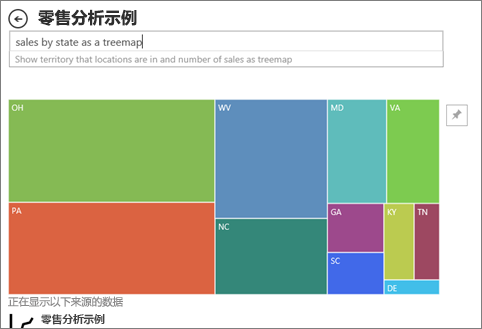 零售分析示例
sales by state as a treemap
Show territory that locations are in and number of sales as treemap
OH
WV
MD
VA
PA
NC
GA
KY
TN
SC
DE
正在显示以下来源的数据
零售分析示例